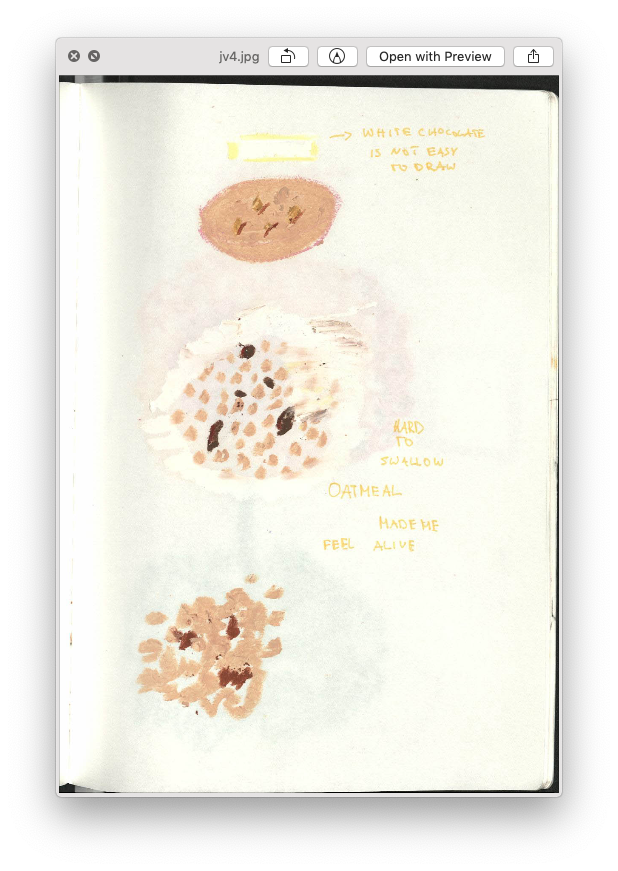 jv4.jpg
Open with Preview
WHITE CHOCOLATE
IS NOT EASY
TO DRAW
HARD
TO
SWALLOW
OATMEAL
MADE ME
FEEL ALIVE